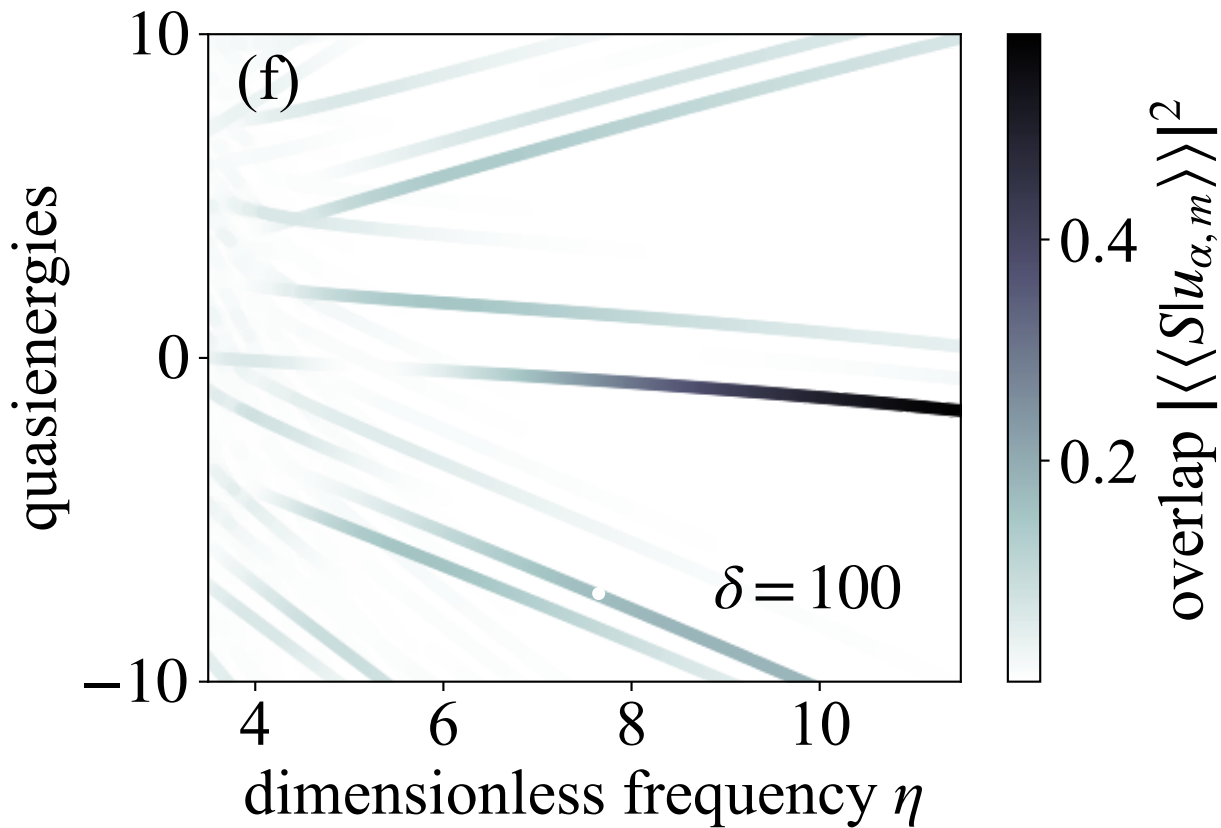 10
(f)
0
−10
quasienergies
δ = 100
4 6 8 10
dimensionless frequency η
0.4
0.2
overlap |⟨⟨S|u_{α, m}⟩⟩|²